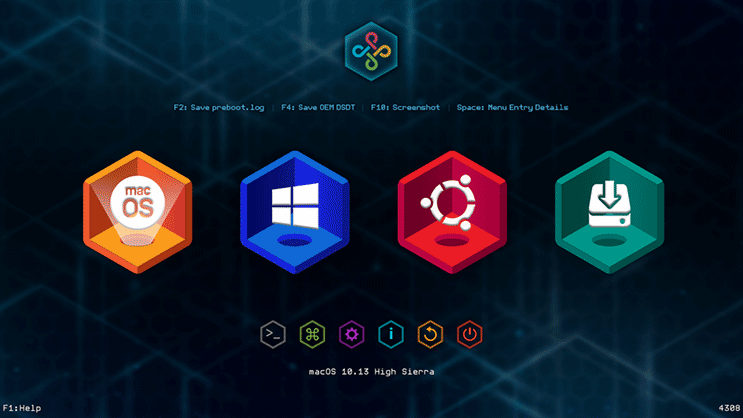 F2: Save preboot.log | F4: Save OEM DSDT | F10: Screenshot | Space: Menu Entry Details
mac
OS
>_
i
macOS 10.13 High Sierra
F1:Help
4308